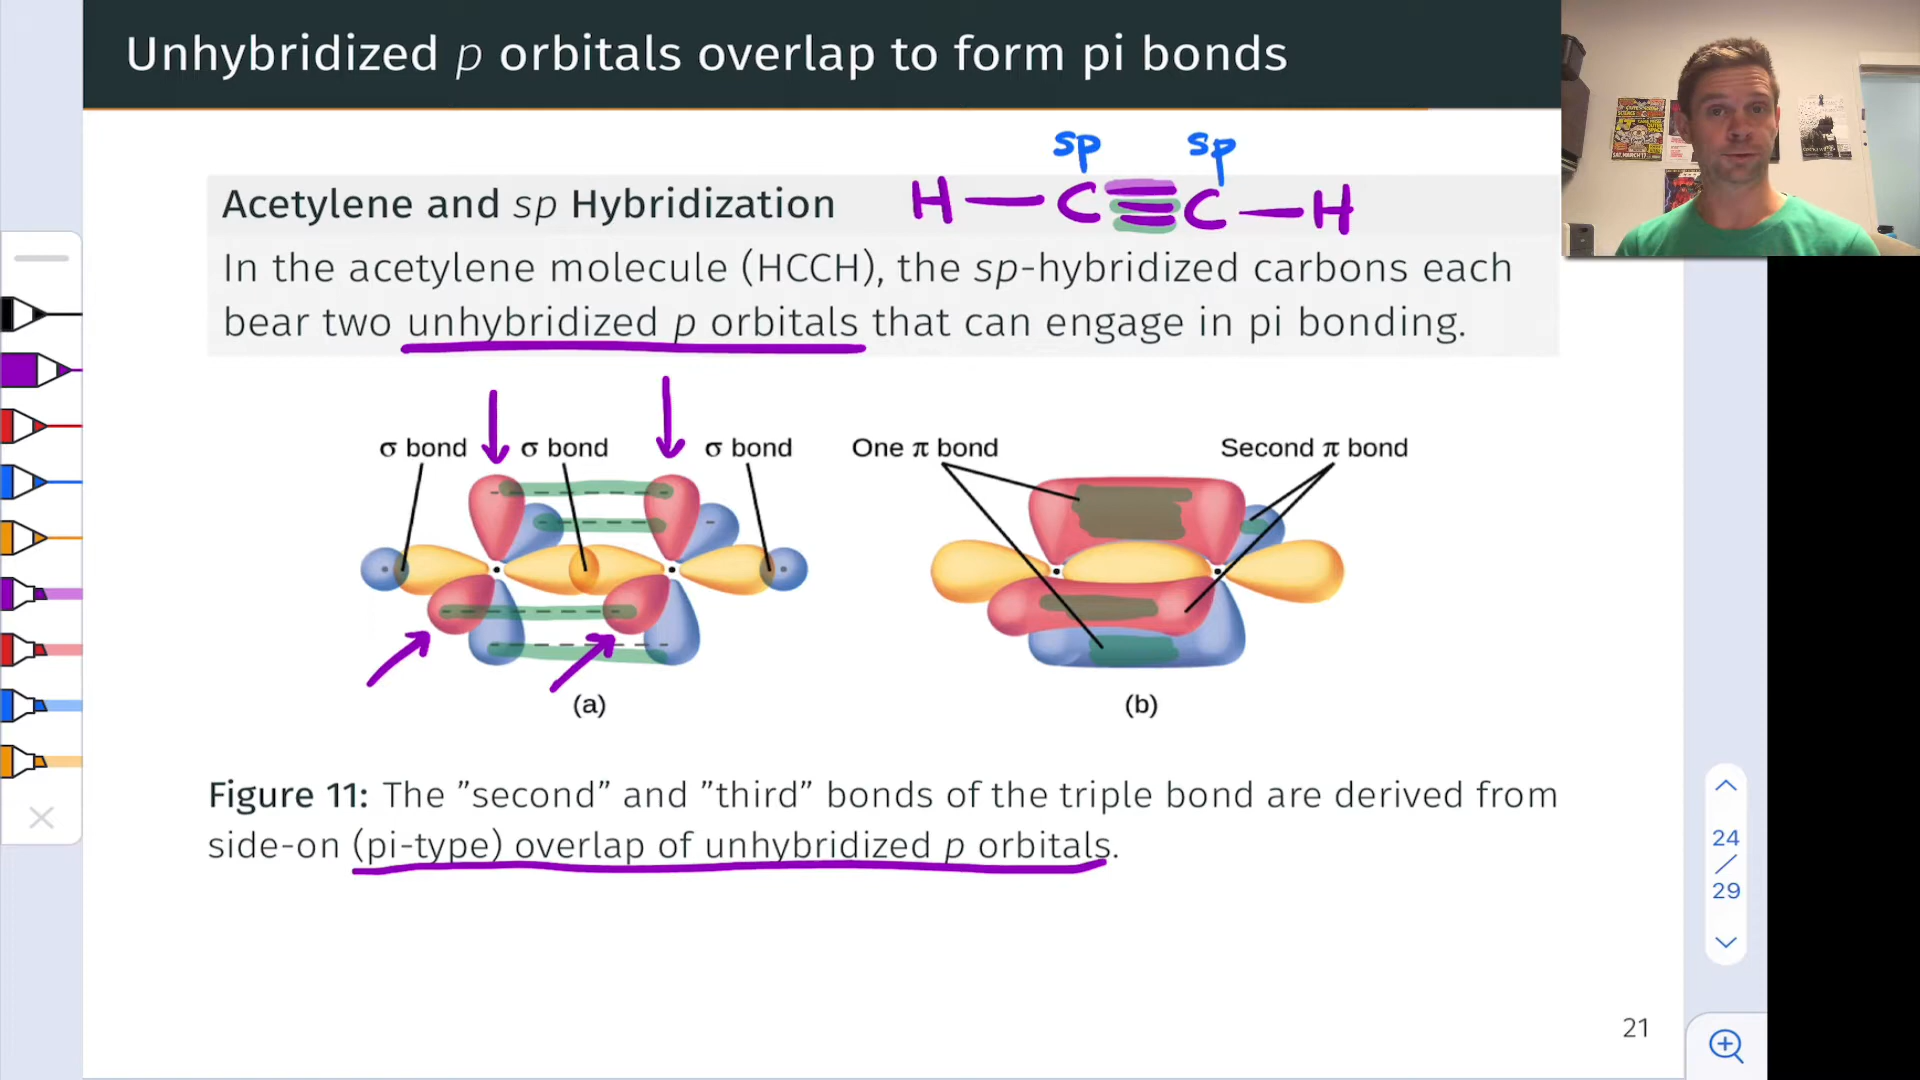 Unhybridized p orbitals overlap to form pi bonds
sp sp
Acetylene and sp Hybridization H—C≡C—H
In the acetylene molecule (HCCH), the sp-hybridized carbons each
bear two unhybridized p orbitals that can engage in pi bonding.
σ bond σ bond σ bond One π bond Second π bond
(a) (b)
Figure 11: The ”second” and ”third” bonds of the triple bond are derived from
side-on (pi-type) overlap of unhybridized p orbitals.
24
/
29
21